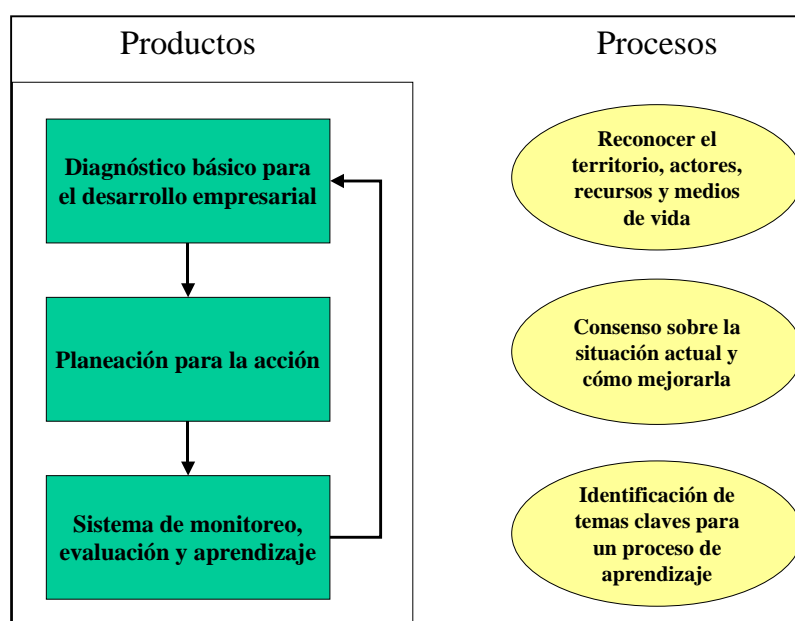 Productos
Procesos
Diagnóstico básico para
el desarrollo empresarial
Reconocer el
territorio, actores,
recursos y medios
de vida
Planeación para la acción
Consenso sobre la
situación actual y
cómo mejorarla
Sistema de monitoreo,
evaluación y aprendizaje
Identificación de
temas claves para
un proceso de
aprendizaje